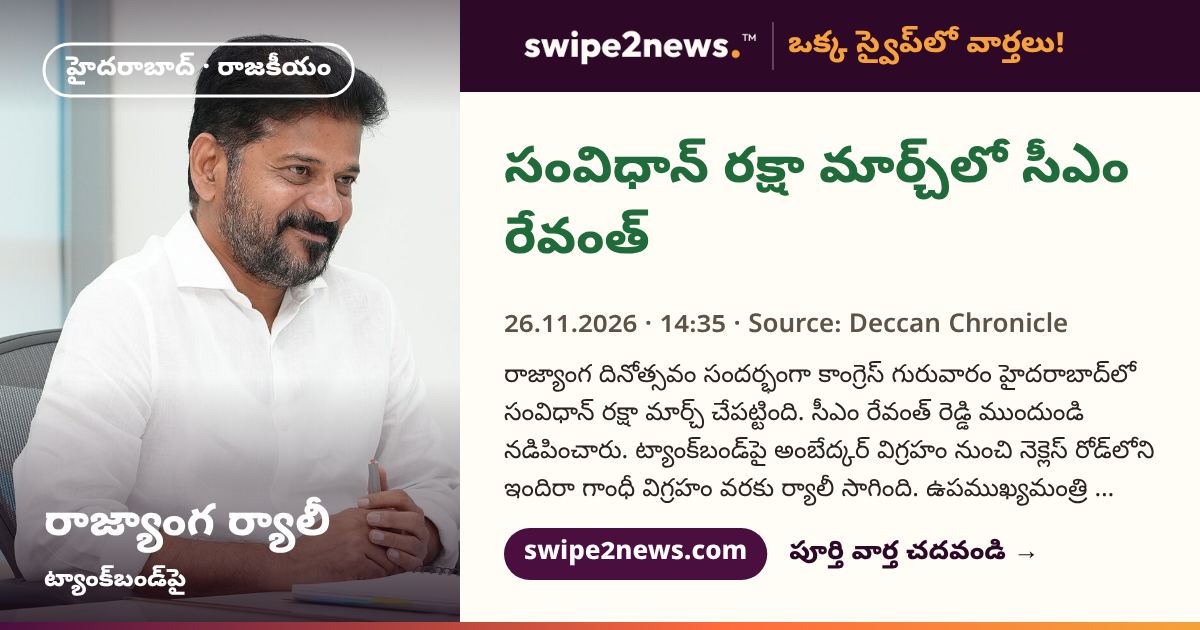 హైదరాబాద్ · రాజకీయం
రాజ్యాంగ ర్యాలీ
ట్యాంక్‌బండ్‌పై
swipe2news.™ ఒక్క స్వైప్‌లో వార్తలు!
సంవిధాన్ రక్షా మార్చ్‌లో సీఎం
రేవంత్
26.11.2026 · 14:35 · Source: Deccan Chronicle
రాజ్యాంగ దినోత్సవం సందర్భంగా కాంగ్రెస్ గురువారం హైదరాబాద్‌లో
సంవిధాన్ రక్షా మార్చ్ చేపట్టింది. సీఎం రేవంత్ రెడ్డి ముందుండి
నడిపించారు. ట్యాంక్‌బండ్‌పై అంబేద్కర్ విగ్రహం నుంచి నెక్లెస్ రోడ్‌లోని
ఇందిరా గాంధీ విగ్రహం వరకు ర్యాలీ సాగింది. ఉపముఖ్యమంత్రి ...
swipe2news.com పూర్తి వార్త చదవండి →